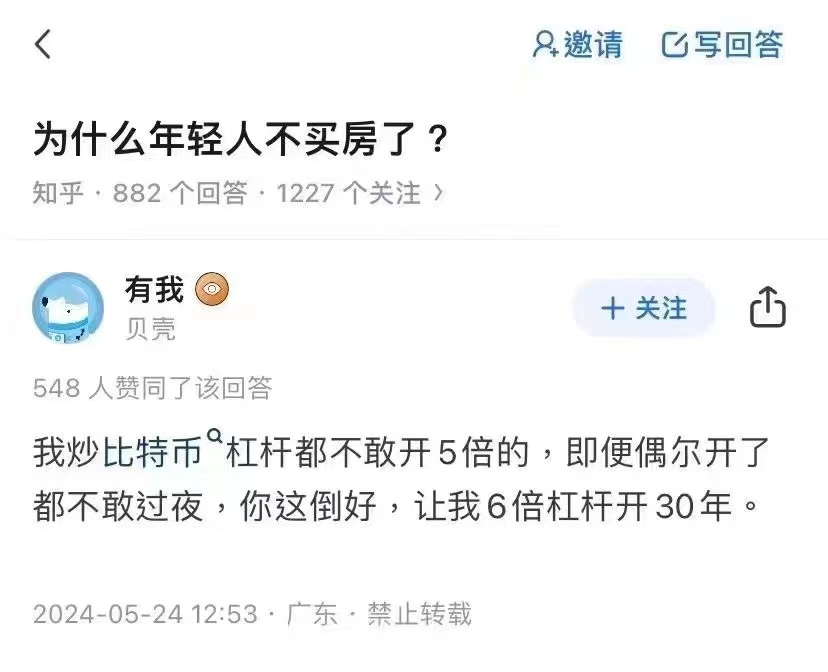 邀请 写回答
为什么年轻人不买房了？
知乎 · 882 个回答 · 1227 个关注 >
有我
贝壳
+ 关注
548 人赞同了该回答
我炒比特币杠杆都不敢开5倍的，即便偶尔开了
都不敢过夜，你这倒好，让我6倍杠杆开30年。
2024-05-24 12:53 · 广东 · 禁止转载